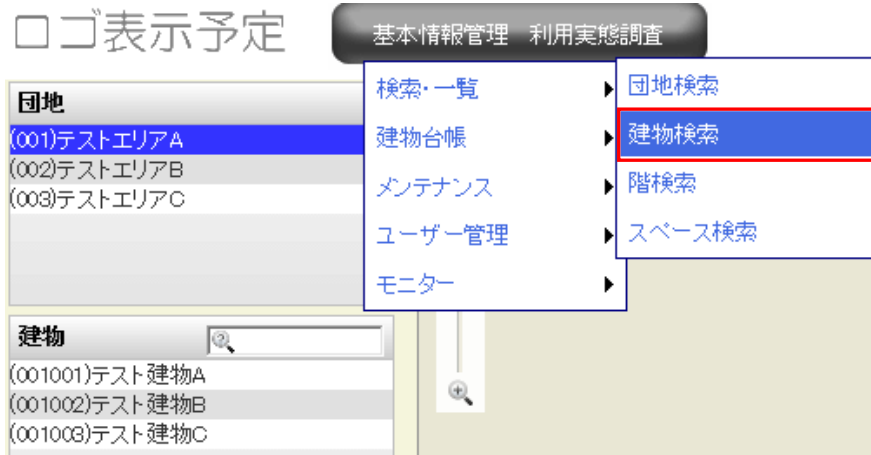 ロゴ表示予定
基本情報管理 利用実態調査
団地
(001)テストエリアA
(002)テストエリアB
(003)テストエリアC
検索・一覧
建物台帳
メンテナンス
ユーザー管理
モニター
団地検索
建物検索
階検索
スペース検索
建物
(001001)テスト建物A
(001002)テスト建物B
(001003)テスト建物C